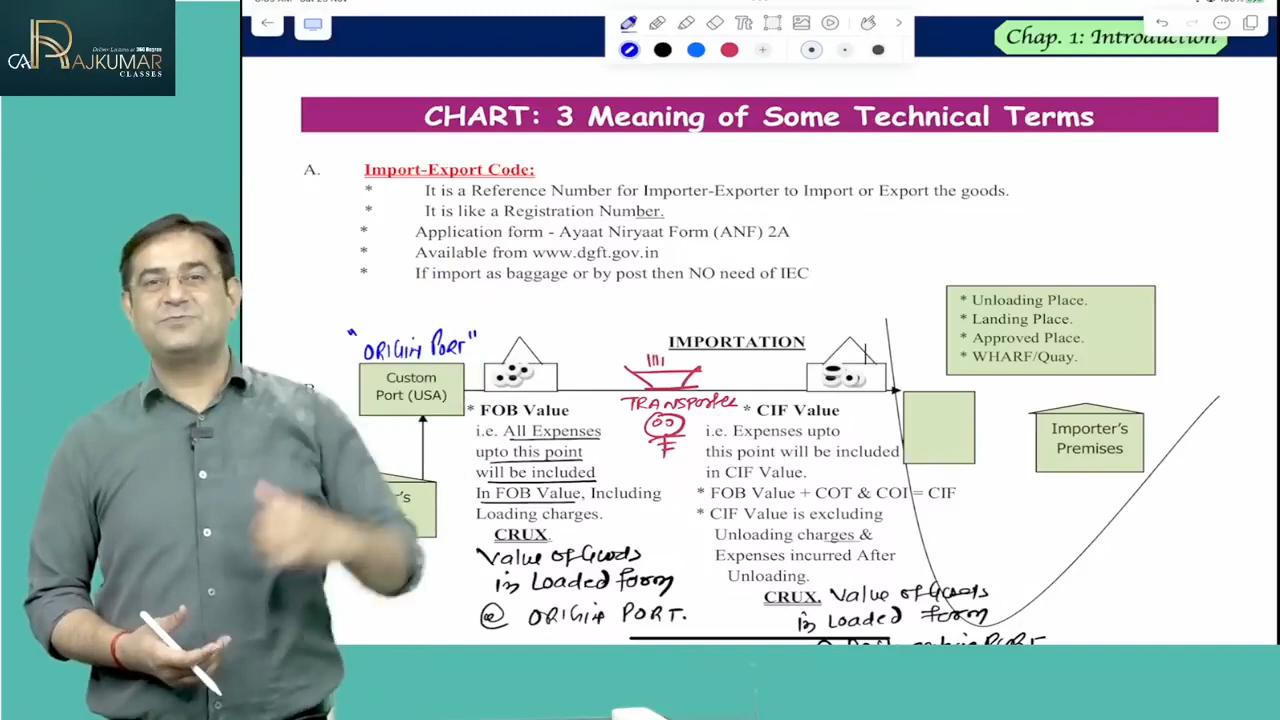 Deliver Lectures at 360 Degree
CA RAJKUMAR
CLASSES
Chap. 1: Introduction
CHART: 3 Meaning of Some Technical Terms
A. Import-Export Code:
* It is a Reference Number for Importer-Exporter to Import or Export the goods.
* It is like a Registration Number.
* Application form - Ayaat Niryaat Form (ANF) 2A
* Available from www.dgft.gov.in
* If import as baggage or by post then NO need of IEC
* Unloading Place.
* Landing Place.
* Approved Place.
* WHARF/Quay.
"ORIGIN PORT"
IMPORTATION
Custom
Port (USA)
TRANSPORTER
* FOB Value
i.e. All Expenses
upto this point
will be included
In FOB Value, Including
Loading charges.
CRUX.
Value of Goods
in Loaded form
@ ORIGIN PORT.
* CIF Value
i.e. Expenses upto
this point will be included
in CIF Value.
* FOB Value + COT & COI = CIF
* CIF Value is excluding
Unloading charges &
Expenses incurred After
Unloading.
CRUX. Value of Goods
in Loaded form
Importer's
Premises